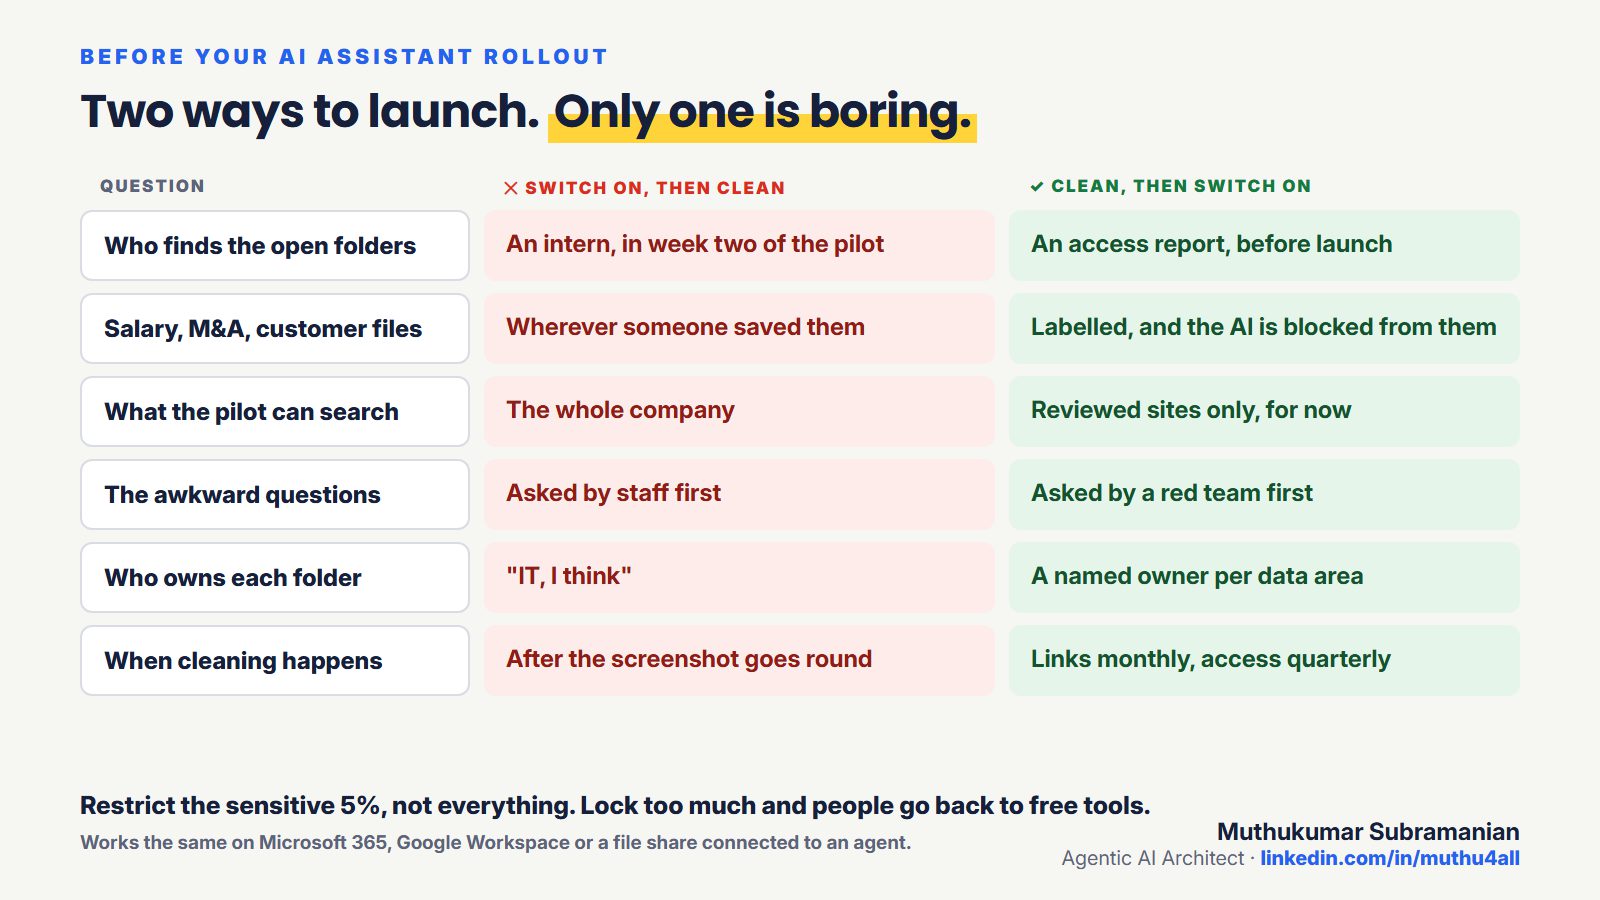 BEFORE YOUR AI ASSISTANT ROLLOUT
Two ways to launch. Only one is boring.
QUESTION
✕ SWITCH ON, THEN CLEAN
✓ CLEAN, THEN SWITCH ON
Who finds the open folders
An intern, in week two of the pilot
An access report, before launch
Salary, M&A, customer files
Wherever someone saved them
Labelled, and the AI is blocked from them
What the pilot can search
The whole company
Reviewed sites only, for now
The awkward questions
Asked by staff first
Asked by a red team first
Who owns each folder
"IT, I think"
A named owner per data area
When cleaning happens
After the screenshot goes round
Links monthly, access quarterly
Restrict the sensitive 5%, not everything. Lock too much and people go back to free tools.
Works the same on Microsoft 365, Google Workspace or a file share connected to an agent.
Muthukumar Subramanian
Agentic AI Architect · linkedin.com/in/muthu4all